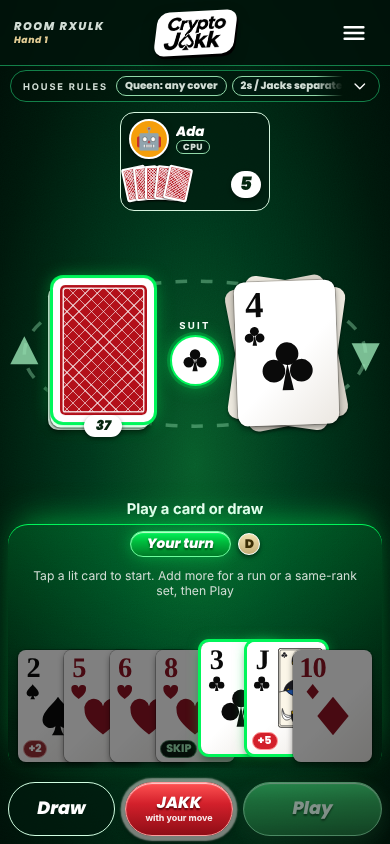 ROOM RXULK
Hand 1
Crypto
Jakk
HOUSE RULES
Queen: any cover
2s / Jacks separate
Ada
CPU
5
SUIT
4
37
Play a card or draw
Your turn
D
Tap a lit card to start. Add more for a run or a same-rank
set, then Play
2
5
6
8
3
J
10
+2
SKIP
+5
Draw
JAKK
with your move
Play